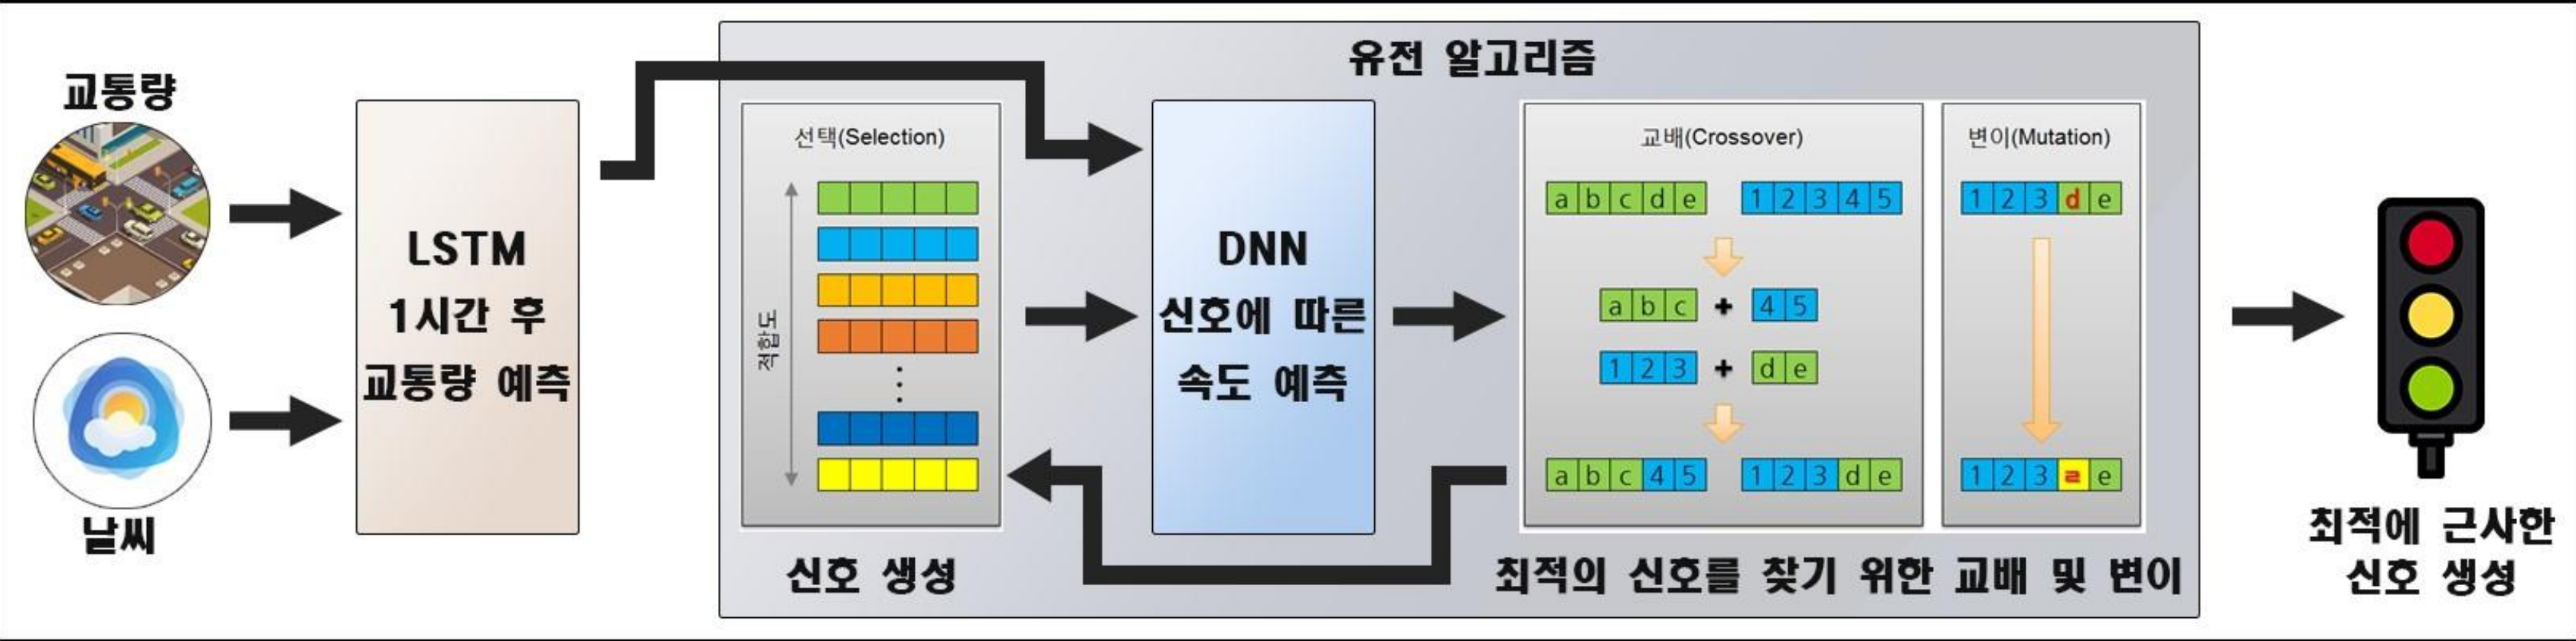 교통량
날씨
LSTM
1시간 후
교통량 예측
유전 알고리즘
선택(Selection)
적합도
신호 생성
DNN
신호에 따른
속도 예측
교배(Crossover)
a b c d e 1 2 3 4 5
a b c + 4 5
1 2 3 + d e
a b c 4 5 1 2 3 d e
변이(Mutation)
1 2 3 d e
1 2 3 ㄹ e
최적의 신호를 찾기 위한 교배 및 변이
최적에 근사한
신호 생성